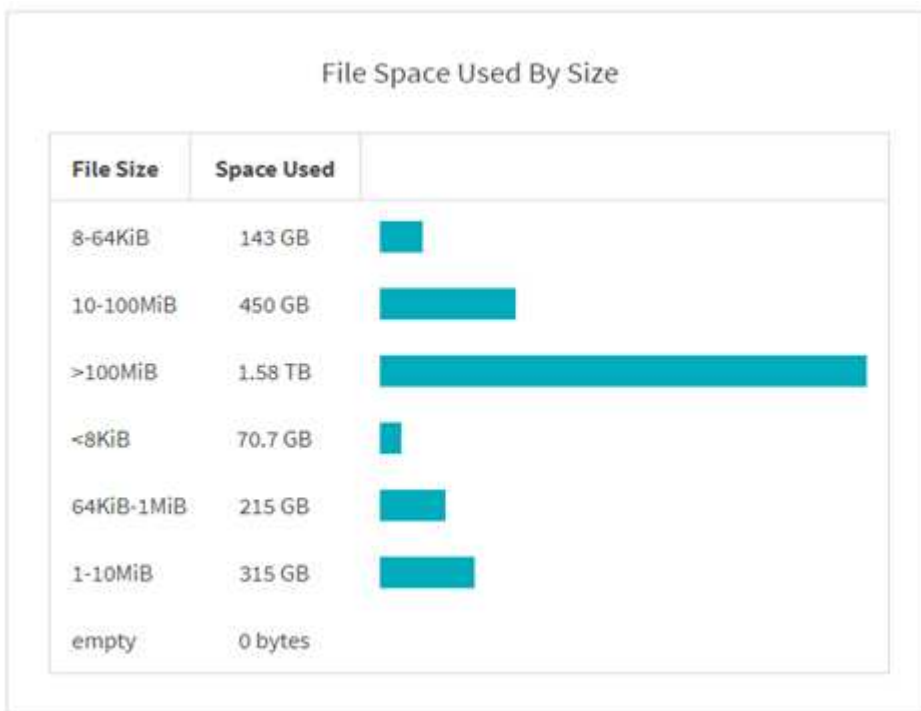 File Space Used By Size
File Size Space Used
8-64KiB 143 GB
10-100MiB 450 GB
>100MiB 1.58 TB
<8KiB 70.7 GB
64KiB-1MiB 215 GB
1-10MiB 315 GB
empty 0 bytes